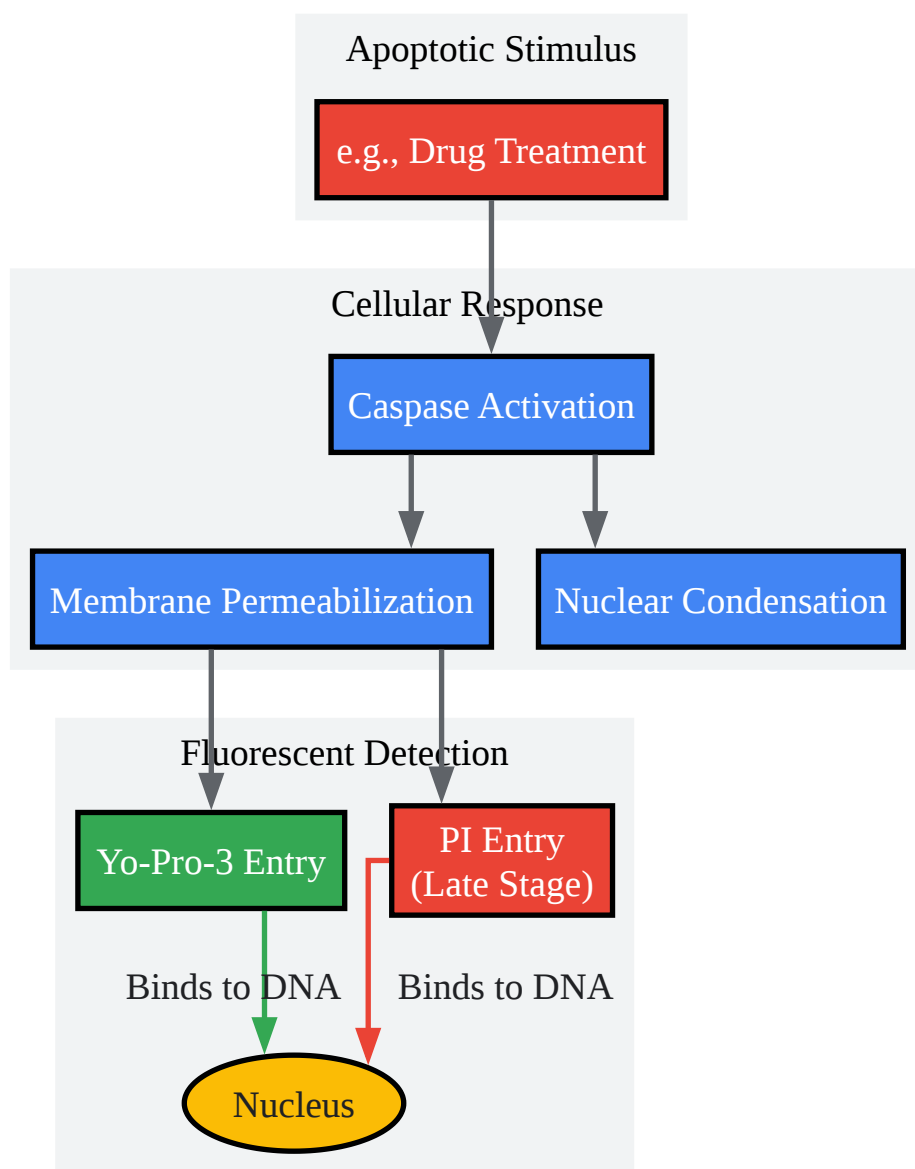 Apoptotic Stimulus
e.g., Drug Treatment
Cellular Response
Caspase Activation
Membrane Permeabilization
Nuclear Condensation
Fluorescent Detection
Yo-Pro-3 Entry
PI Entry
(Late Stage)
Binds to DNA
Binds to DNA
Nucleus